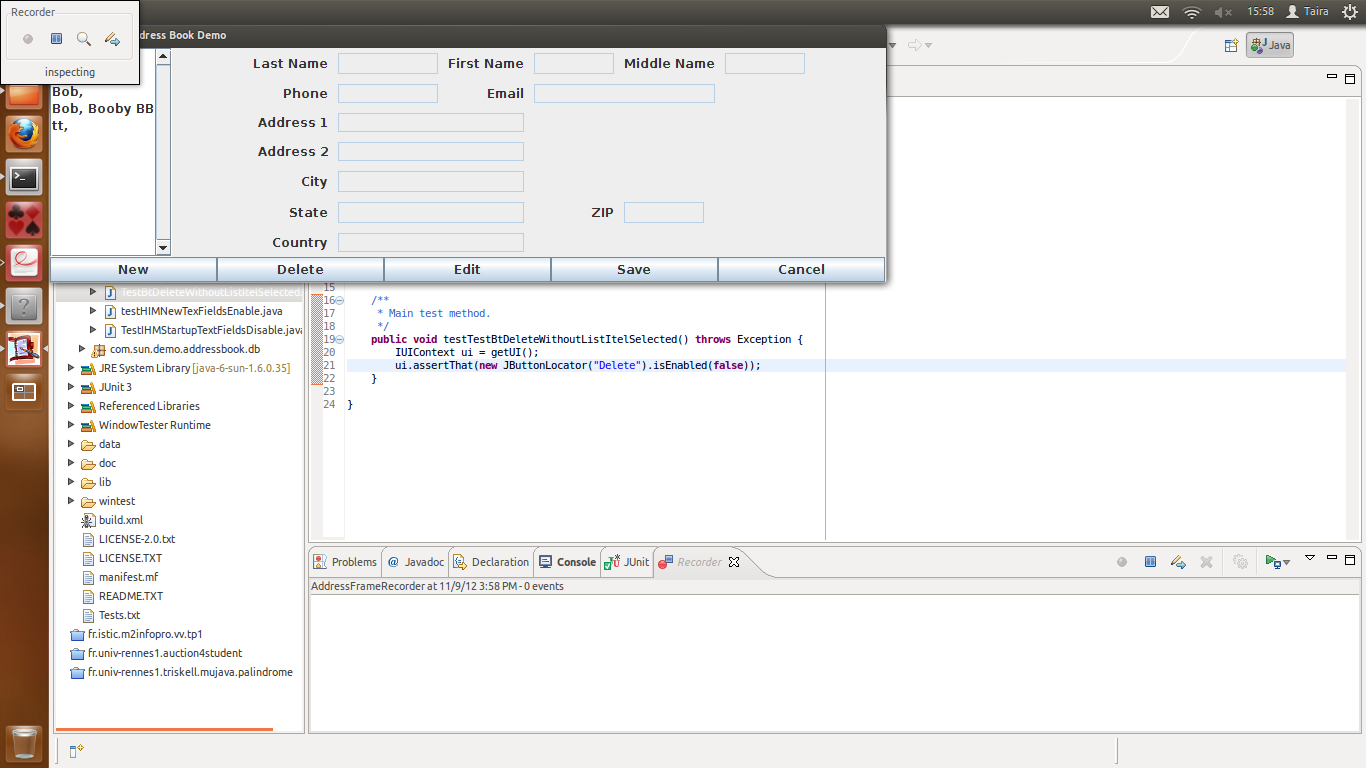 Recorder
inspecting
dress Book Demo
15:58
Taira
Java
Bob,
Bob, Booby BB
tt,
Last Name First Name Middle Name
Phone Email
Address 1
Address 2
City
State ZIP
Country
New Delete Edit Save Cancel
TestBtDeleteWithoutListItelSelected.
testHIMNewTexFieldsEnable.java
TestIHMStartupTextFieldsDisable.java
com.sun.demo.addressbook.db
JRE System Library [java-6-sun-1.6.0.35]
JUnit 3
Referenced Libraries
WindowTester Runtime
data
doc
lib
wintest
build.xml
LICENSE-2.0.txt
LICENSE.TXT
manifest.mf
README.TXT
Tests.txt
fr.istic.m2infopro.vv.tp1
fr.univ-rennes1.auction4student
fr.univ-rennes1.triskell.mujava.palindrome
15
16 /**
17 * Main test method.
18 */
19 public void testTestBtDeleteWithoutListItelSelected() throws Exception {
20 IUIContext ui = getUI();
21 ui.assertThat(new JButtonLocator("Delete").isEnabled(false));
22 }
23
24 }
Problems @ Javadoc Declaration Console JUnit Recorder
AddressFrameRecorder at 11/9/12 3:58 PM - 0 events